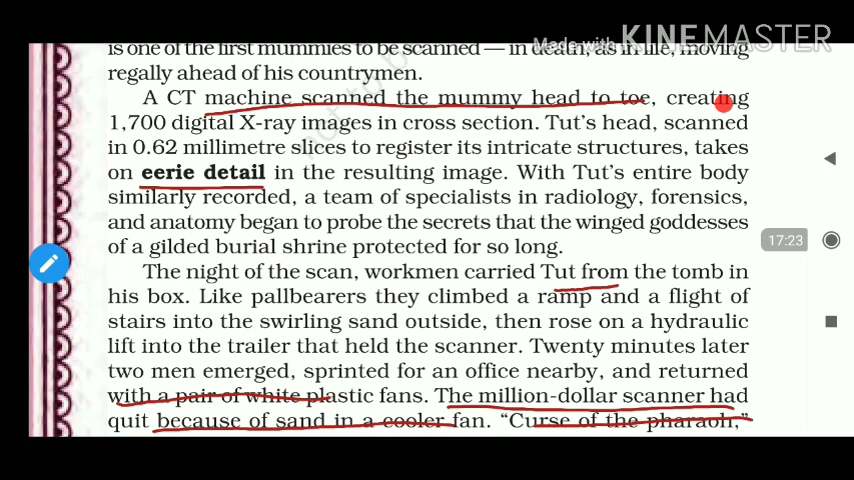 Made with KINEMASTER
is one of the first mummies to be scanned — in death, as in life, moving
regally ahead of his countrymen.
A CT machine scanned the mummy head to toe, creating
1,700 digital X-ray images in cross section. Tut's head, scanned
in 0.62 millimetre slices to register its intricate structures, takes
on eerie detail in the resulting image. With Tut's entire body
similarly recorded, a team of specialists in radiology, forensics,
and anatomy began to probe the secrets that the winged goddesses
of a gilded burial shrine protected for so long.
The night of the scan, workmen carried Tut from the tomb in
his box. Like pallbearers they climbed a ramp and a flight of
stairs into the swirling sand outside, then rose on a hydraulic
lift into the trailer that held the scanner. Twenty minutes later
two men emerged, sprinted for an office nearby, and returned
with a pair of white plastic fans. The million-dollar scanner had
quit because of sand in a cooler fan. “Curse of the pharaoh,”
not to b
17:23